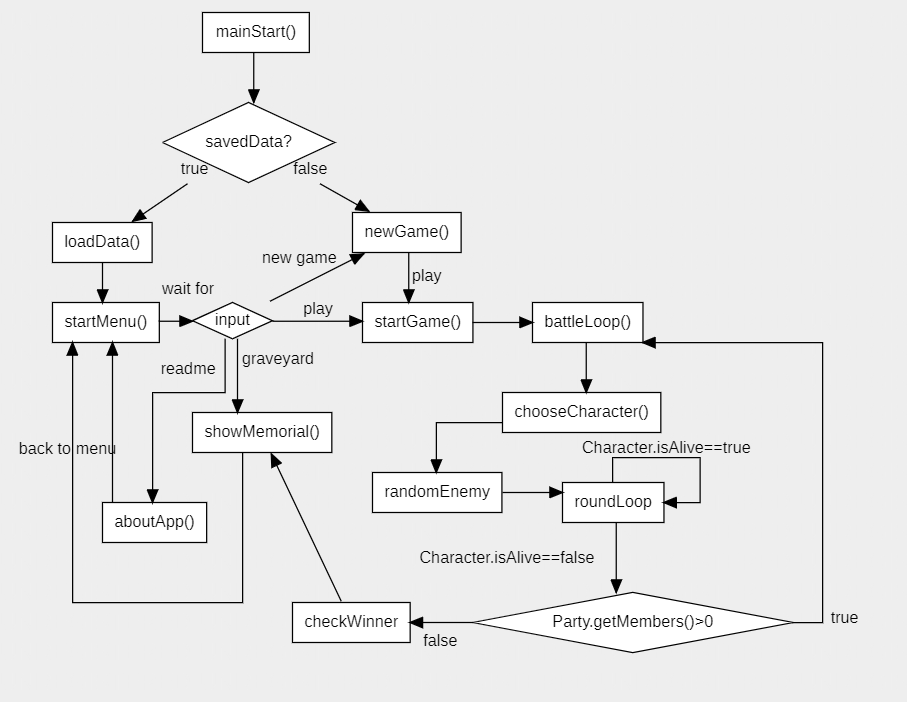 mainStart()
savedData?
true
false
loadData()
newGame()
new game
play
wait for
startMenu()
input
play
startGame()
battleLoop()
readme
graveyard
chooseCharacter()
showMemorial()
back to menu
Character.isAlive==true
randomEnemy
roundLoop
aboutApp()
Character.isAlive==false
checkWinner
Party.getMembers()>0
true
false